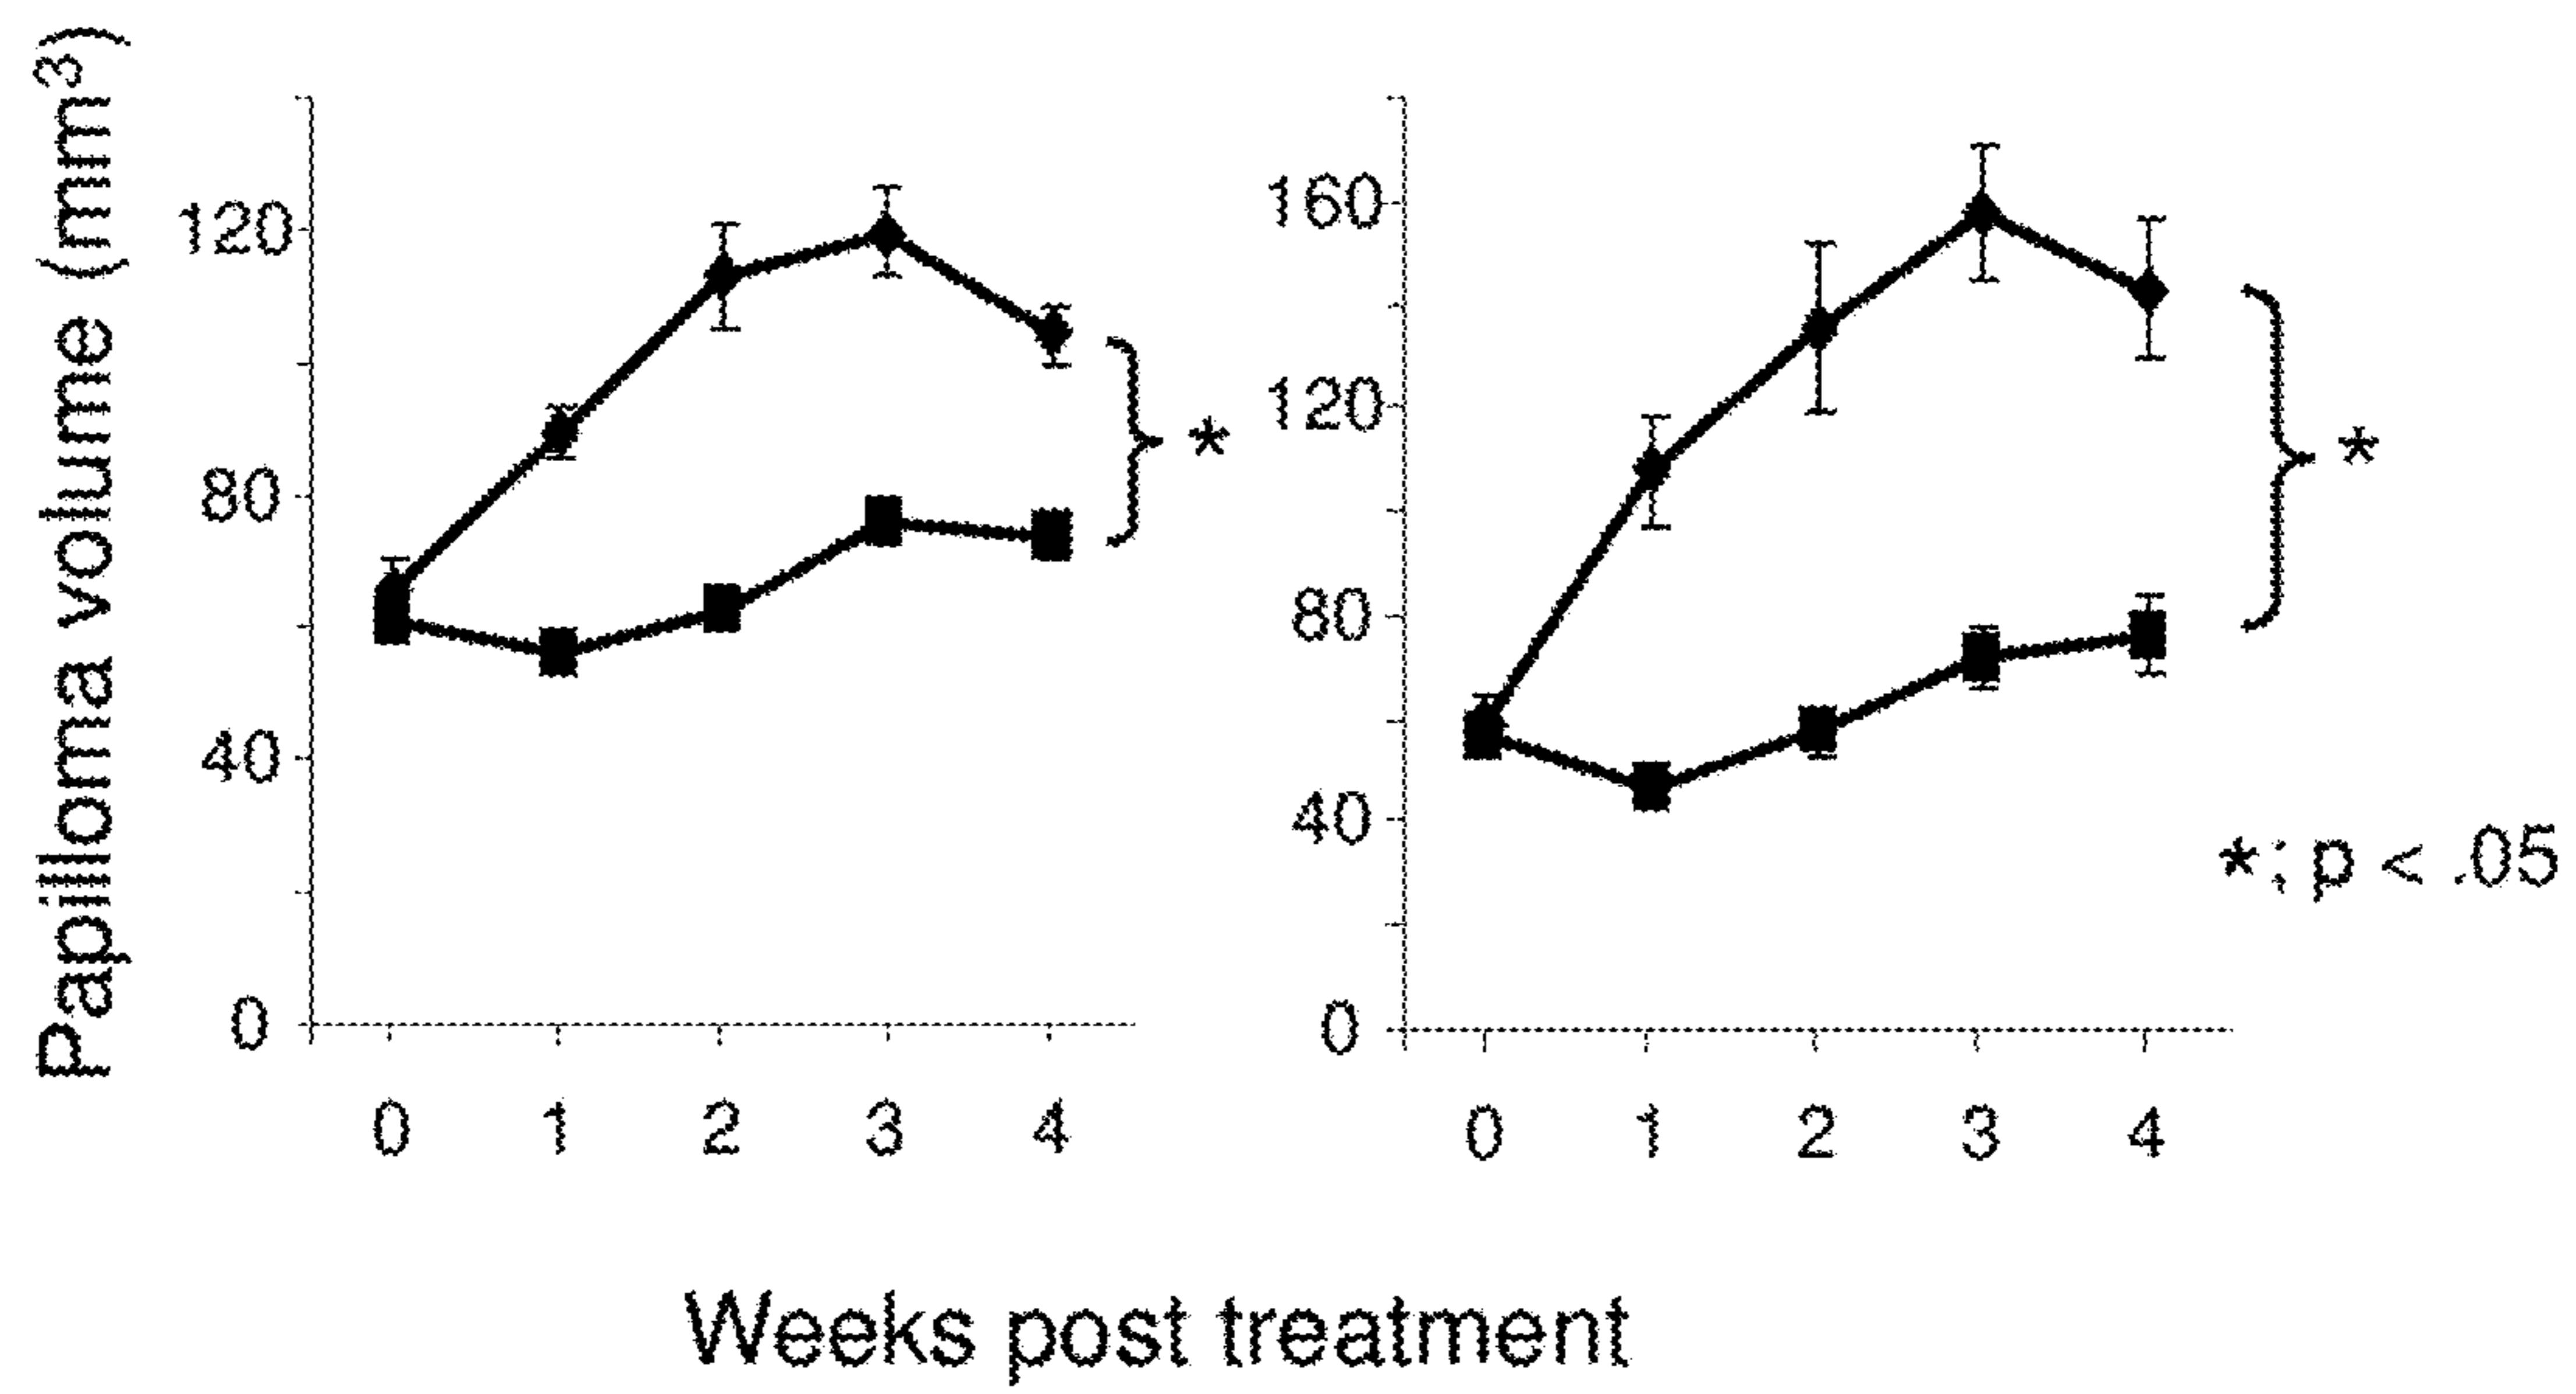 Papilloma volume (mm³)
120
80
40
0
0 1 2 3 4
*
160
120
80
40
0
0 1 2 3 4
*
*; p < .05
Weeks post treatment